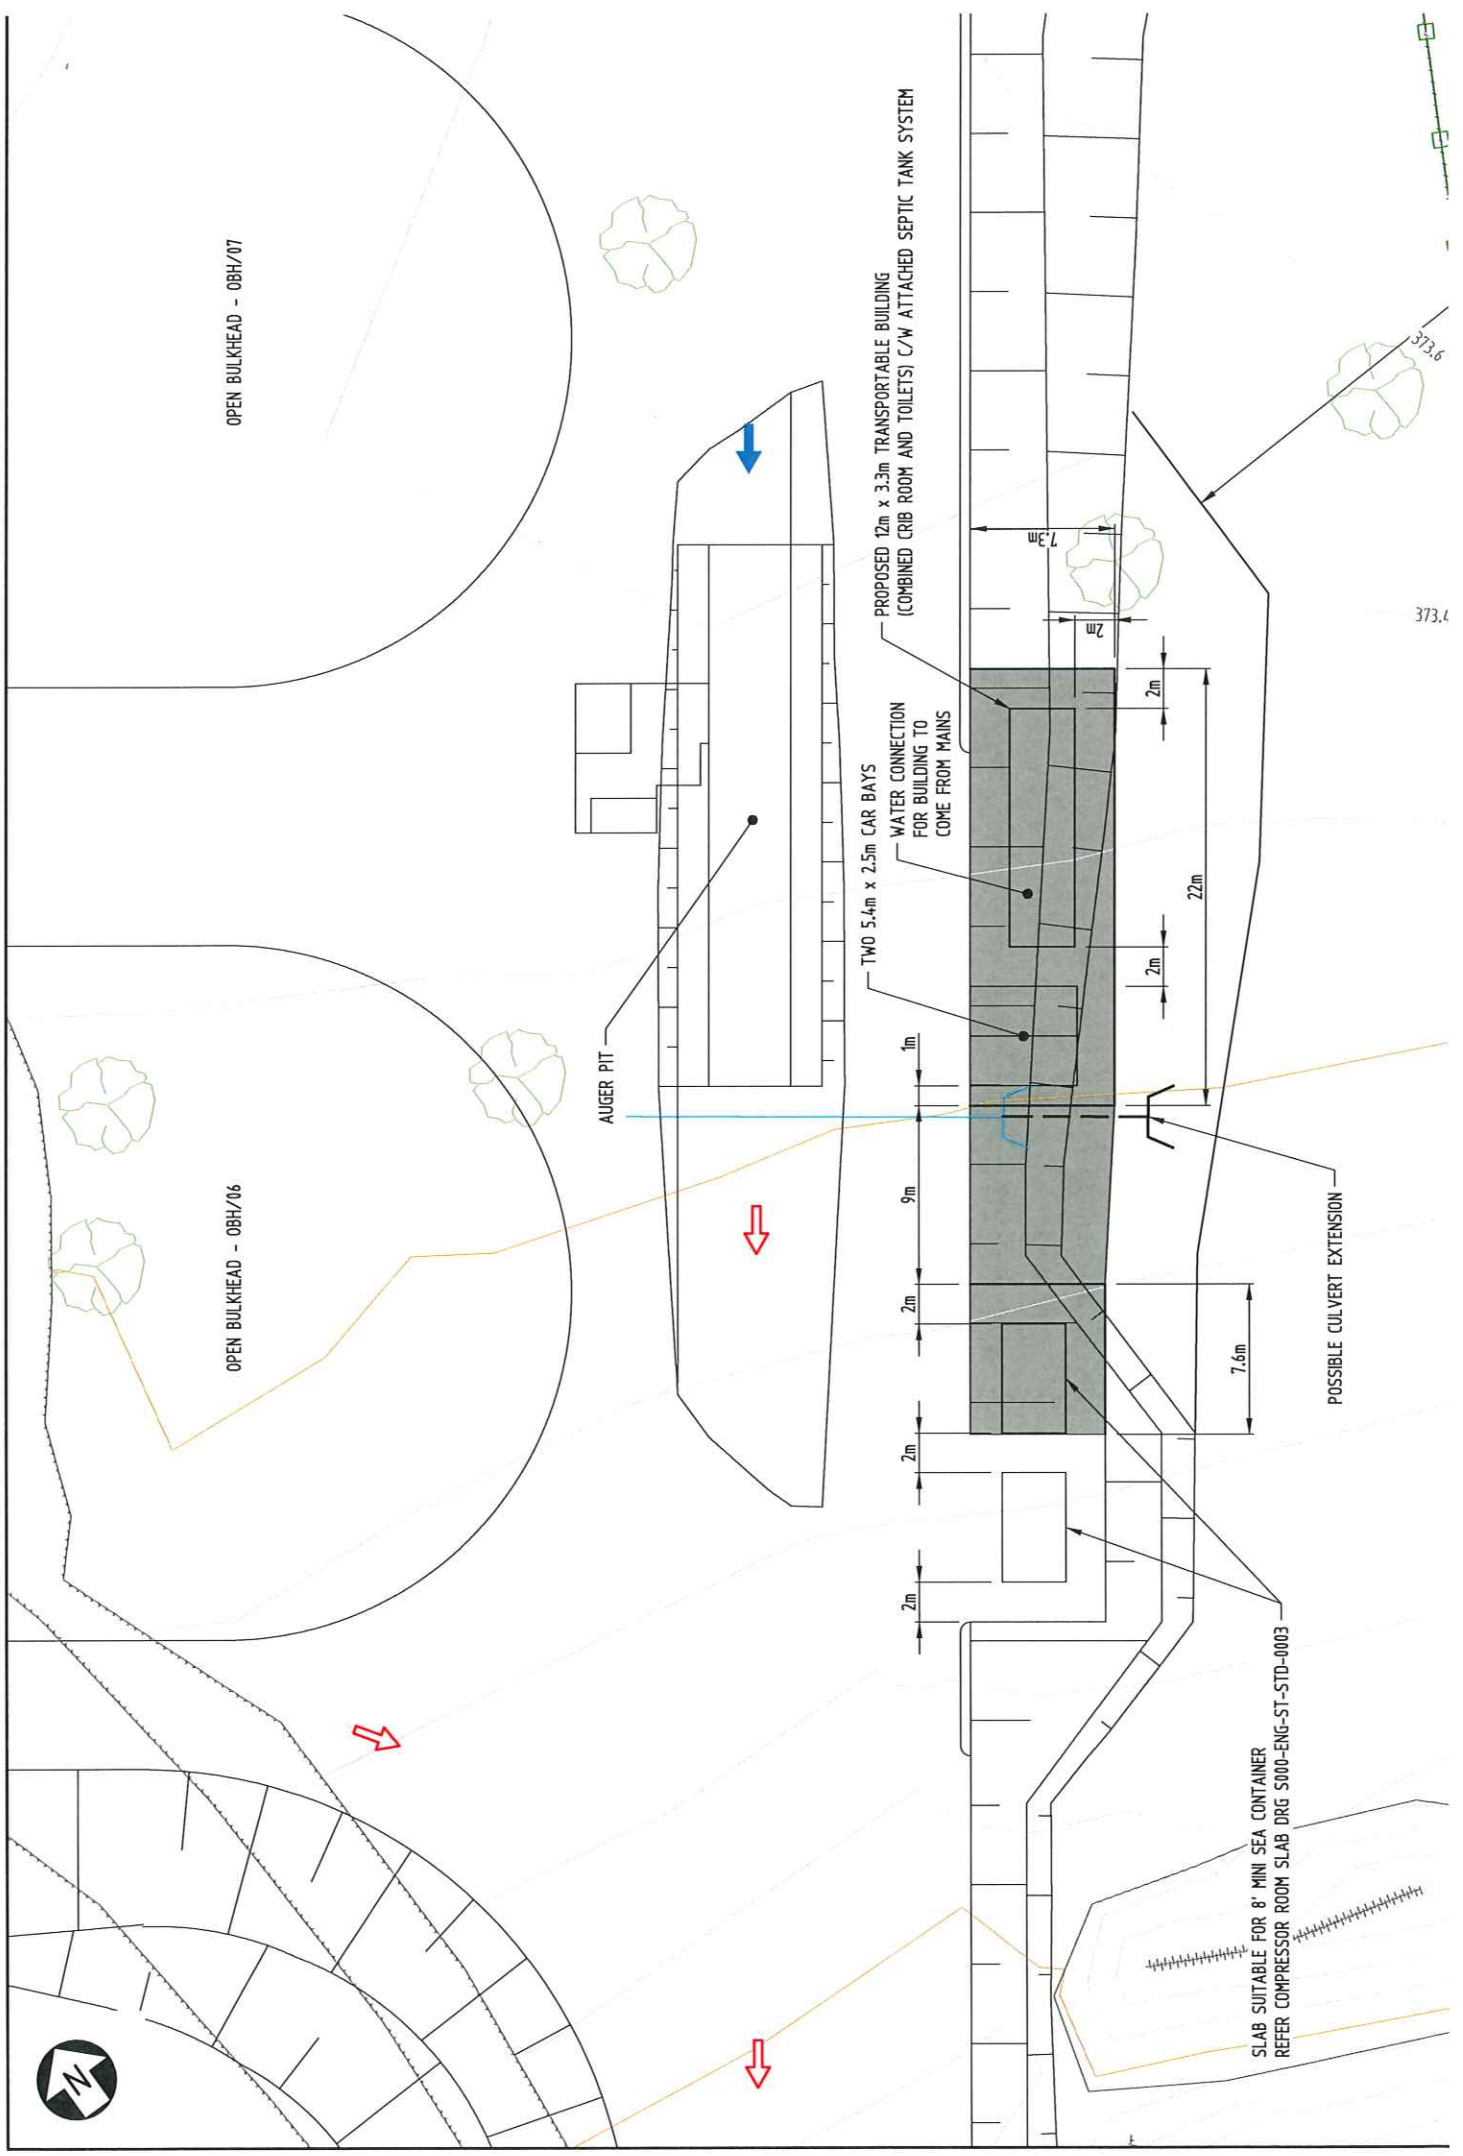 OPEN BULKHEAD - OBH/06
OPEN BULKHEAD - OBH/07
AUGER PIT
TWO 5.4m x 2.5m CAR BAYS
WATER CONNECTION
FOR BUILDING TO
COME FROM MAINS
PROPOSED 12m x 3.3m TRANSPORTABLE BUILDING
(COMBINED CRIB ROOM AND TOILETS) C/W ATTACHED SEPTIC TANK SYSTEM
2m
2m
2m
9m
1m
7.3m
2m
2m
2m
22m
7.6m
POSSIBLE CULVERT EXTENSION
SLAB SUITABLE FOR 8' MINI SEA CONTAINER
REFER COMPRESSOR ROOM SLAB DRG S000-ENG-ST-STD-0003
373.6
373.4
N